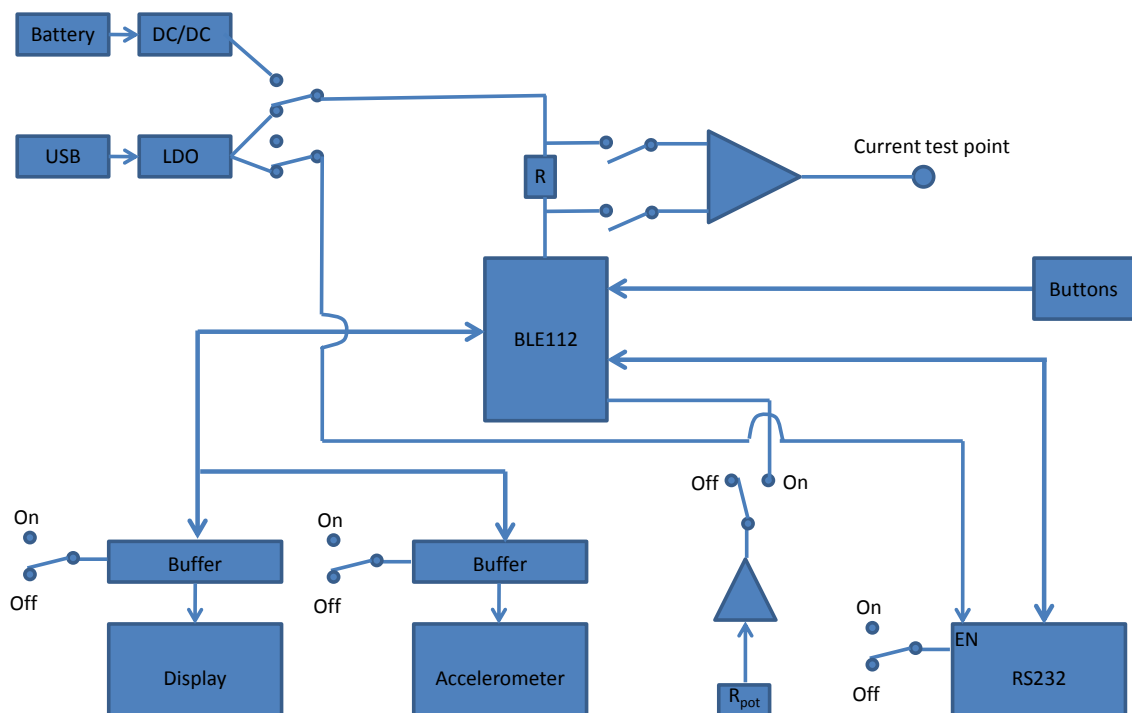 Battery
DC/DC
USB
LDO
R
Current test point
Buttons
BLE112
Off
On
On
Off
Buffer
Display
On
Off
Buffer
Accelerometer
Rpot
On
Off
EN
RS232